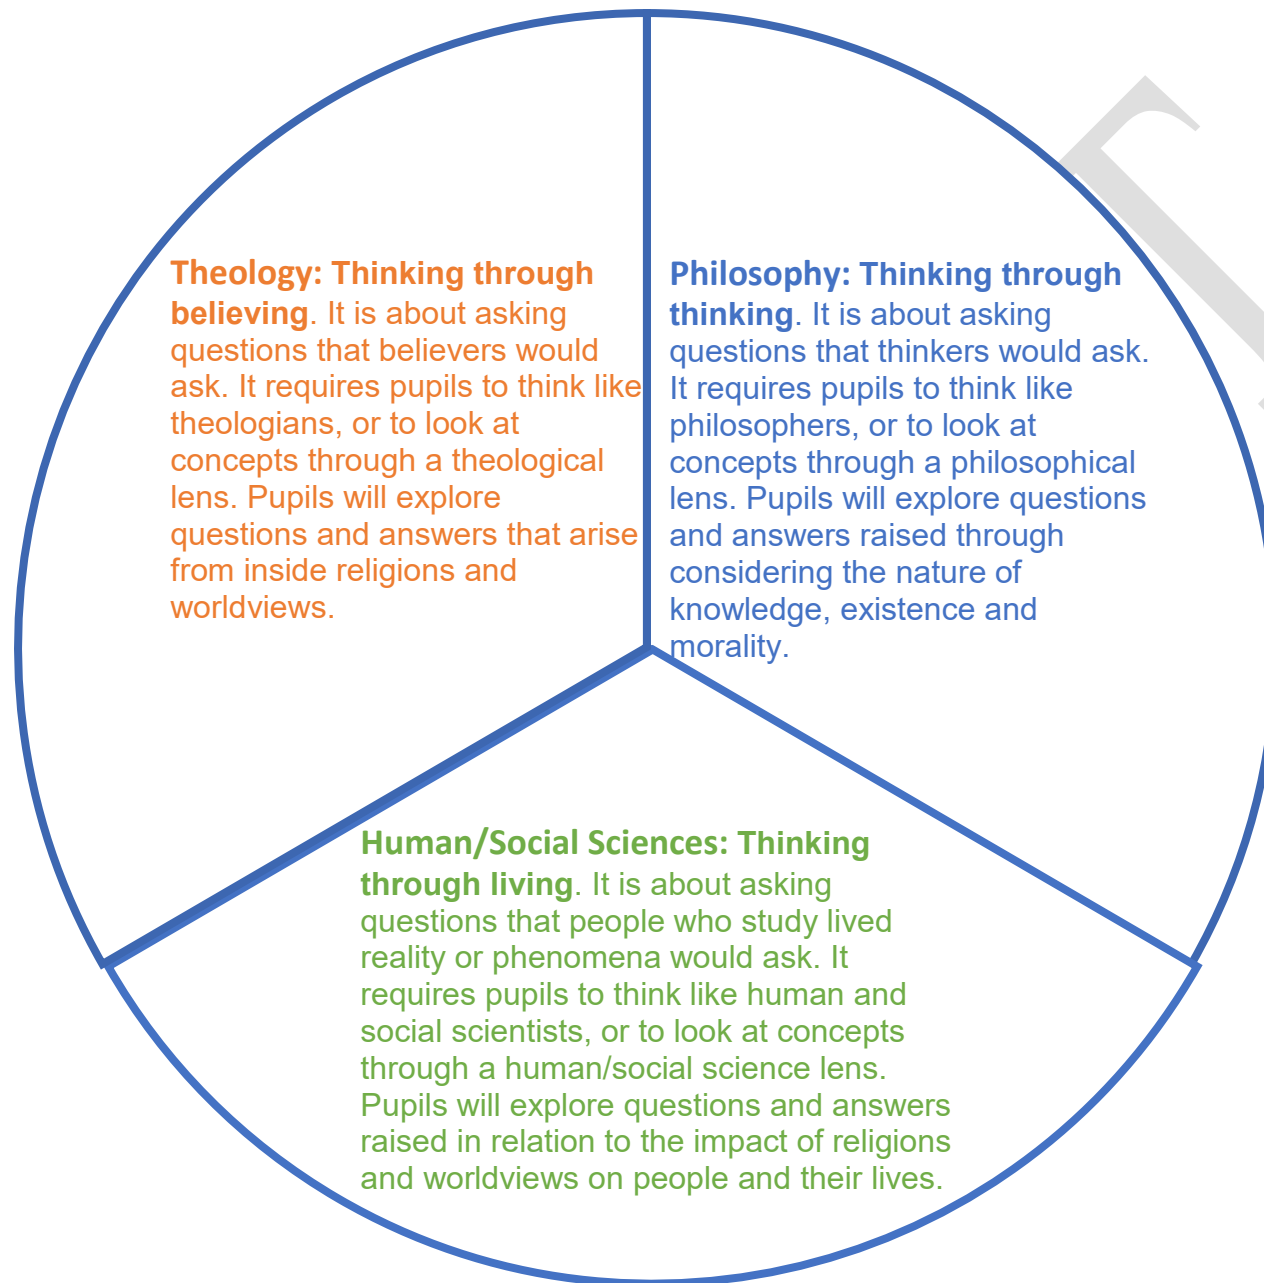 Theology: Thinking through
believing. It is about asking
questions that believers would
ask. It requires pupils to think like
theologians, or to look at
concepts through a theological
lens. Pupils will explore
questions and answers that arise
from inside religions and
worldviews.
Philosophy: Thinking through
thinking. It is about asking
questions that thinkers would ask.
It requires pupils to think like
philosophers, or to look at
concepts through a philosophical
lens. Pupils will explore questions
and answers raised through
considering the nature of
knowledge, existence and
morality.
Human/Social Sciences: Thinking
through living. It is about asking
questions that people who study lived
reality or phenomena would ask. It
requires pupils to think like human and
social scientists, or to look at concepts
through a human/social science lens.
Pupils will explore questions and answers
raised in relation to the impact of religions
and worldviews on people and their lives.